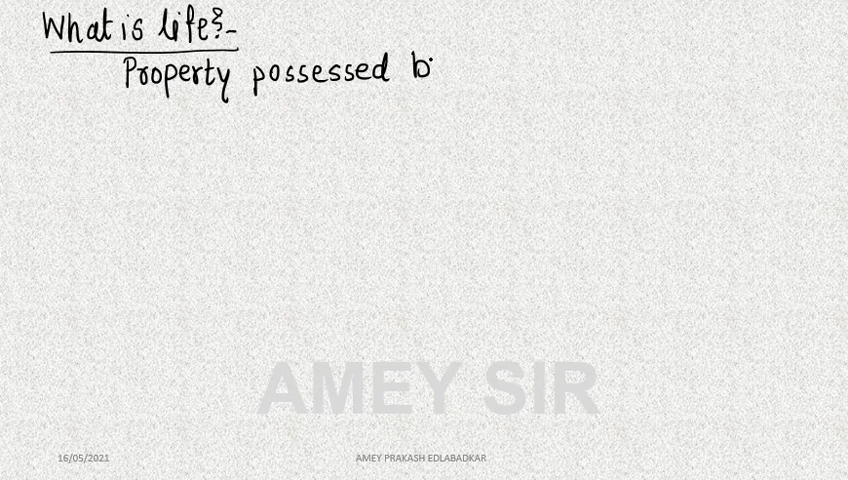 What is life?-
Property possessed b
AMEY SIR
16/05/2021
AMEY PRAKASH EDLABADKAR